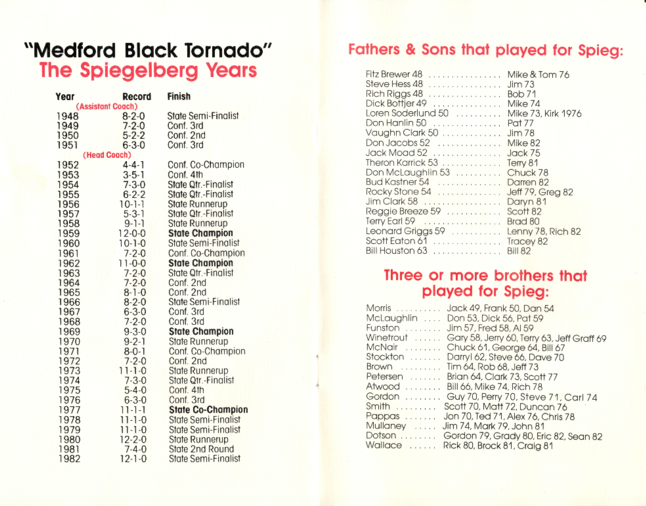 "Medford Black Tornado"
The Spiegelberg Years
Year Record Finish
(Assistant Coach)
1948 8-2-0 State Semi-Finalist
1949 7-2-0 Conf. 3rd
1950 5-2-2 Conf. 2nd
1951 6-3-0 Conf. 3rd
(Head Coach)
1952 4-4-1 Conf. Co-Champion
1953 3-5-1 Conf. 4th
1954 7-3-0 State Qtr.-Finalist
1955 6-2-2 State Qtr.-Finalist
1956 10-1-1 State Runnerup
1957 5-3-1 State Qtr.-Finalist
1958 9-1-1 State Runnerup
1959 12-0-0 State Champion
1960 10-1-0 State Semi-Finalist
1961 7-2-0 Conf. Co-Champion
1962 11-0-0 State Champion
1963 7-2-0 State Qtr.-Finalist
1964 7-2-0 Conf. 2nd
1965 8-1-0 Conf. 2nd
1966 8-2-0 State Semi-Finalist
1967 6-3-0 Conf. 3rd
1968 7-2-0 Conf. 3rd
1969 9-3-0 State Champion
1970 9-2-1 State Runnerup
1971 8-0-1 Conf. Co-Champion
1972 7-2-0 Conf. 2nd
1973 11-1-0 State Runnerup
1974 7-3-0 State Qtr.-Finalist
1975 5-4-0 Conf. 4th
1976 6-3-0 Conf. 3rd
1977 11-1-1 State Co-Champion
1978 11-1-0 State Semi-Finalist
1979 11-1-0 State Semi-Finalist
1980 12-2-0 State Runnerup
1981 7-4-0 State 2nd Round
1982 12-1-0 State Semi-Finalist
Fathers & Sons that played for Spieg:
Fitz Brewer 48 . . . . . . . . . . . . . . Mike & Tom 76
Steve Hess 48 . . . . . . . . . . . . . . Jim 73
Rich Riggs 48 . . . . . . . . . . . . . . Bob 71
Dick Bottjer 49 . . . . . . . . . . . . . Mike 74
Loren Soderlund 50 . . . . . . . . . Mike 73, Kirk 1976
Don Hanlin 50 . . . . . . . . . . . . . Pat 77
Vaughn Clark 50 . . . . . . . . . . . . Jim 78
Don Jacobs 52 . . . . . . . . . . . . Mike 82
Jack Moad 52 . . . . . . . . . . . . . Jack 75
Theron Karrick 53 . . . . . . . . . . . Terry 81
Don McLaughlin 53 . . . . . . . . . Chuck 78
Bud Kastner 54 . . . . . . . . . . . . Darren 82
Rocky Stone 54 . . . . . . . . . . . . Jeff 79, Greg 82
Jim Clark 58 . . . . . . . . . . . . . . . Daryn 81
Reggie Breeze 59 . . . . . . . . . . Scott 82
Terry Earl 59 . . . . . . . . . . . . . . Brad 80
Leonard Griggs 59 . . . . . . . . . Lenny 78, Rich 82
Scott Eaton 61 . . . . . . . . . . . . . Tracey 82
Bill Houston 63 . . . . . . . . . . . . . Bill 82
Three or more brothers that
played for Spieg:
Morris . . . . . . . . . Jack 49, Frank 50, Dan 54
McLaughlin . . . . Don 53, Dick 56, Pat 59
Funston . . . . . . . Jim 57, Fred 58, Al 59
Winetrout . . . . . Gary 58, Jerry 60, Terry 63, Jeff Graff 69
McNair . . . . . . . Chuck 61, George 64, Bill 67
Stockton . . . . . . Darryl 62, Steve 66, Dave 70
Brown . . . . . . . . Tim 64, Rob 68, Jeff 73
Petersen . . . . . . Brian 64, Clark 73, Scott 77
Atwood . . . . . . . Bill 66, Mike 74, Rich 78
Gordon . . . . . . . Guy 70, Perry 70, Steve 71, Carl 74
Smith . . . . . . . . . Scott 70, Matt 72, Duncan 76
Pappas . . . . . . . Jon 70, Ted 71, Alex 76, Chris 78
Mullaney . . . . . Jim 74, Mark 79, John 81
Dotson . . . . . . . . Gordon 79, Grady 80, Eric 82, Sean 82
Wallace . . . . . . Rick 80, Brock 81, Craig 81